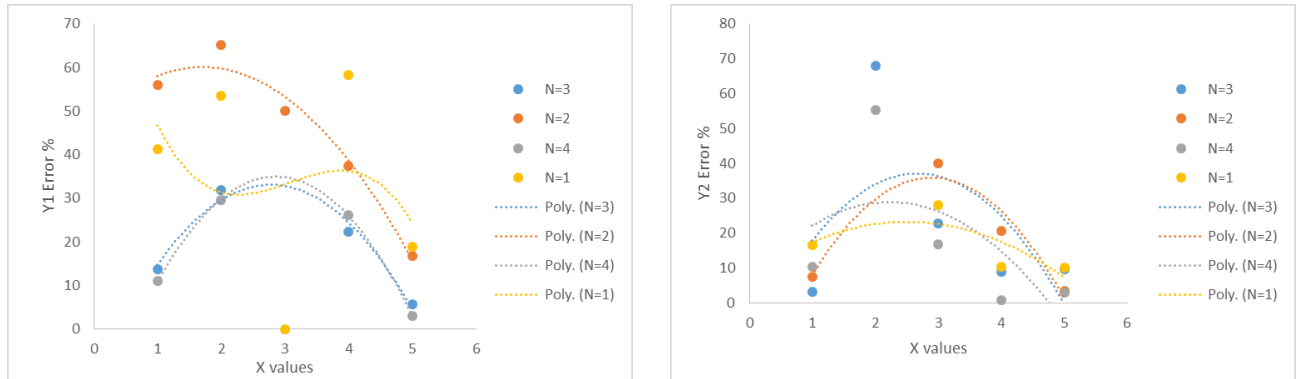 70
60
50
40
30
20
10
0
Y1 Error %
0 1 2 3 4 5 6
X values
N=3
N=2
N=4
N=1
Poly. (N=3)
Poly. (N=2)
Poly. (N=4)
Poly. (N=1)
80
70
60
50
40
30
20
10
0
Y2 Error %
0 1 2 3 4 5 6
X values
N=3
N=2
N=4
N=1
Poly. (N=3)
Poly. (N=2)
Poly. (N=4)
Poly. (N=1)